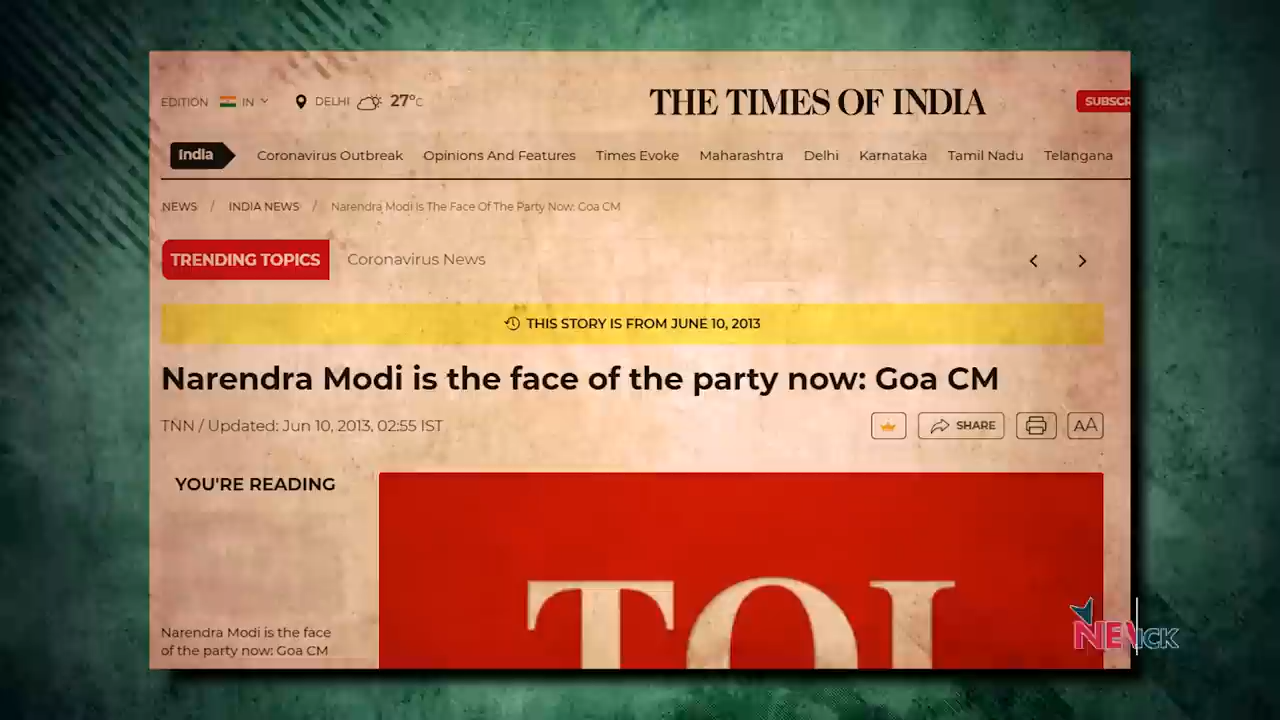 EDITION IN DELHI 27°C
THE TIMES OF INDIA
SUBSCR
India Coronavirus Outbreak Opinions And Features Times Evoke Maharashtra Delhi Karnataka Tamil Nadu Telangana
NEWS / INDIA NEWS / Narendra Modi Is The Face Of The Party Now: Goa CM
TRENDING TOPICS Coronavirus News
THIS STORY IS FROM JUNE 10, 2013
Narendra Modi is the face of the party now: Goa CM
TNN / Updated: Jun 10, 2013, 02:55 IST
SHARE AA
YOU'RE READING
TOI
Narendra Modi is the face
of the party now: Goa CM